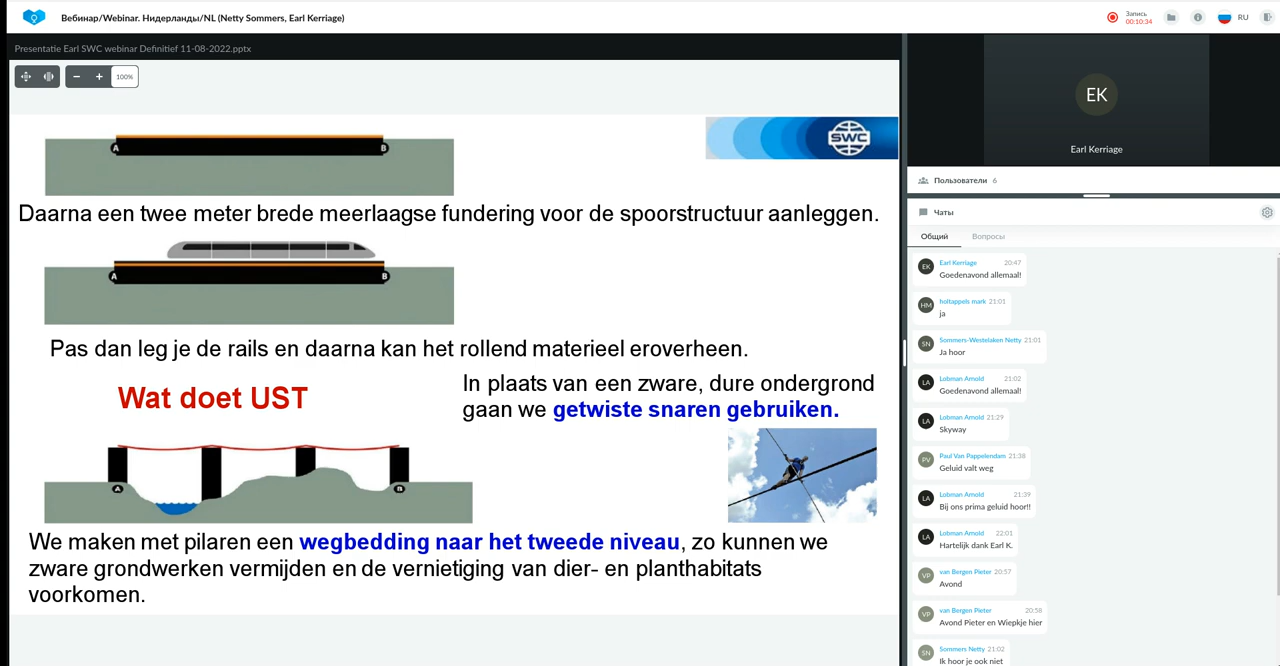 Вебинар/Webinar. Нидерланды/NL (Netty Sommers, Earl Kerriage)
Запись
00:10:34
RU
Presentatie Earl SWC webinar Definitief 11-08-2022.pptx
100%
SWC
A
B
Daarna een twee meter brede meerlaagse fundering voor de spoorstructuur aanleggen.
A
B
Pas dan leg je de rails en daarna kan het rollend materieel eroverheen.
Wat doet UST
In plaats van een zware, dure ondergrond
gaan we getwiste snaren gebruiken.
A
B
We maken met pilaren een wegbedding naar het tweede niveau, zo kunnen we
zware grondwerken vermijden en de vernietiging van dier- en planthabitats
voorkomen.
EK
Earl Kerriage
Пользователи 6
Чаты
Общий Вопросы
EK
Earl Kerriage 20:47
Goedenavond allemaal!
HM
holtappels mark 21:01
ja
SN
Sommers-Westelaken Netty 21:01
Ja hoor
LA
Lobman Arnold 21:02
Goedenavond allemaal!
LA
Lobman Arnold 21:29
Skyway
PV
Paul Van Pappelendam 21:38
Geluid valt weg
LA
Lobman Arnold 21:39
Bij ons prima geluid hoor!!
LA
Lobman Arnold 22:01
Hartelijk dank Earl K.
VP
van Bergen Pieter 20:57
Avond
VP
van Bergen Pieter 20:58
Avond Pieter en Wiepkje hier
SN
Sommers Netty 21:02
Ik hoor je ook niet